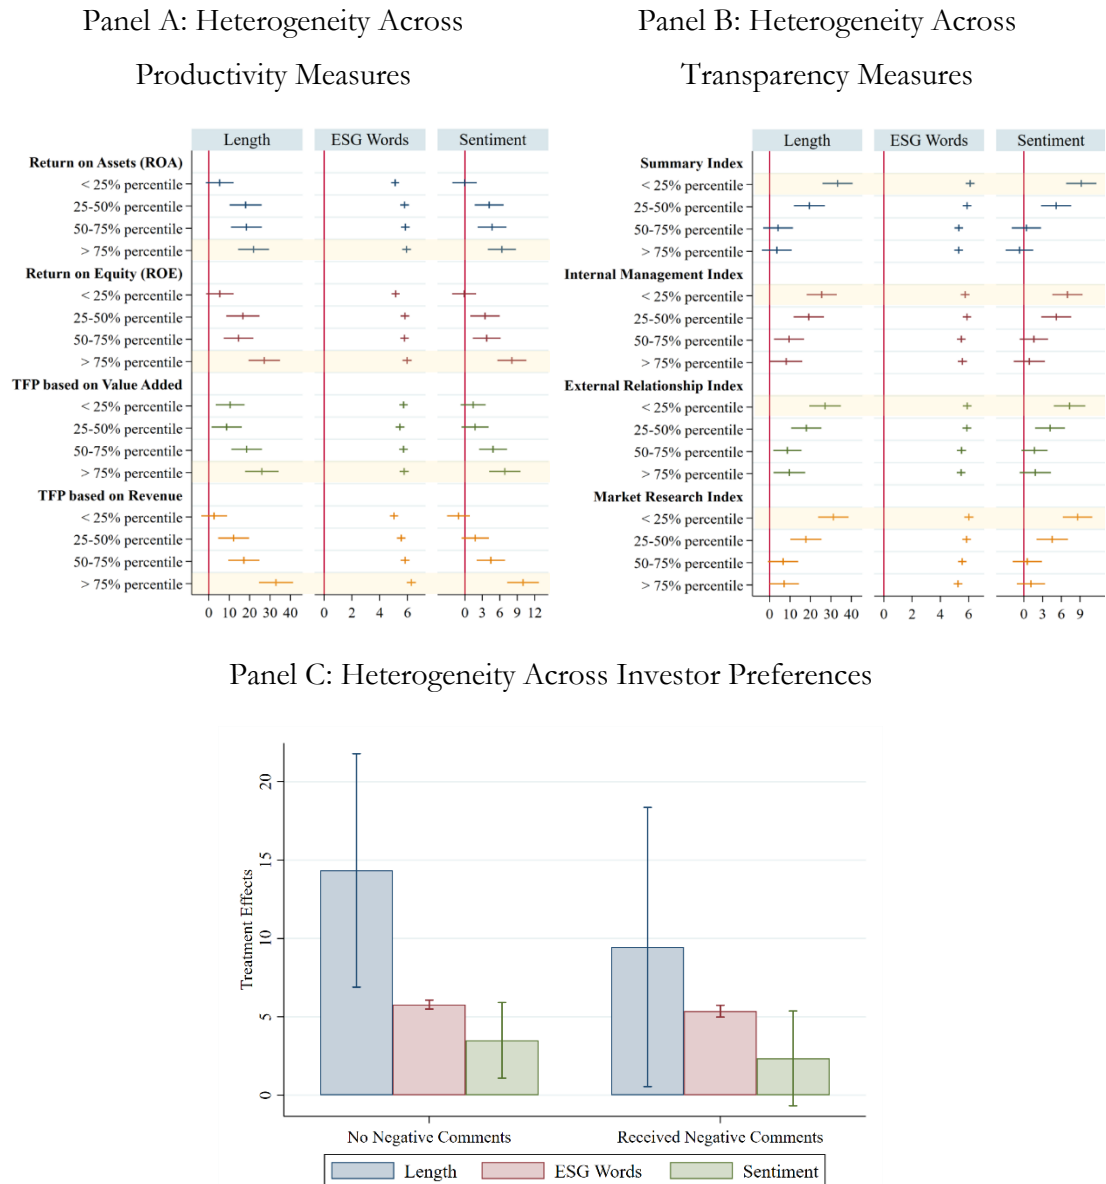 Panel A: Heterogeneity Across
Productivity Measures
Length ESG Words Sentiment
Return on Assets (ROA)
< 25% percentile
25-50% percentile
50-75% percentile
> 75% percentile
Return on Equity (ROE)
< 25% percentile
25-50% percentile
50-75% percentile
> 75% percentile
TFP based on Value Added
< 25% percentile
25-50% percentile
50-75% percentile
> 75% percentile
TFP based on Revenue
< 25% percentile
25-50% percentile
50-75% percentile
> 75% percentile
0 10 20 30 40 0 2 4 6 0 3 6 9 12
Panel B: Heterogeneity Across
Transparency Measures
Length ESG Words Sentiment
Summary Index
< 25% percentile
25-50% percentile
50-75% percentile
> 75% percentile
Internal Management Index
< 25% percentile
25-50% percentile
50-75% percentile
> 75% percentile
External Relationship Index
< 25% percentile
25-50% percentile
50-75% percentile
> 75% percentile
Market Research Index
< 25% percentile
25-50% percentile
50-75% percentile
> 75% percentile
0 10 20 30 40 0 2 4 6 0 3 6 9
Panel C: Heterogeneity Across Investor Preferences
Treatment Effects
20
15
10
5
0
No Negative Comments Received Negative Comments
Length ESG Words Sentiment